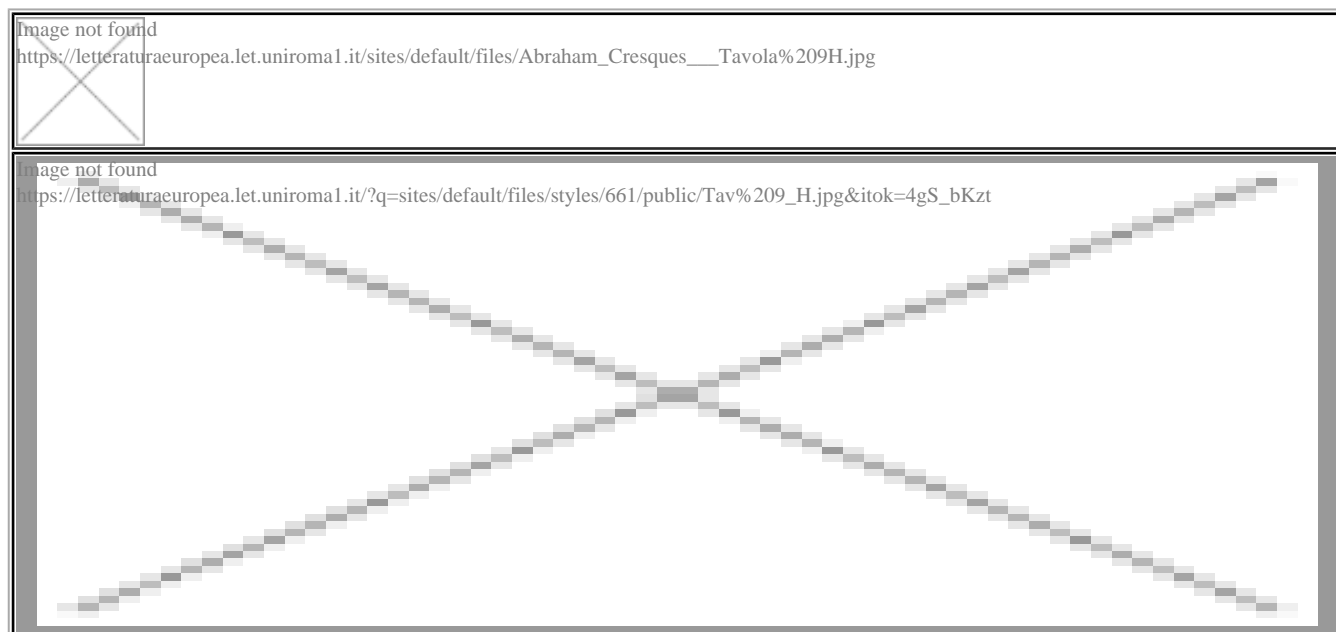 Image not found
https://letteraturaeuropea.let.uniroma1.it/sites/default/files/Abraham_Cresques___Tavola%209H.jpg
Image not found
https://letteraturaeuropea.let.uniroma1.it/?q=sites/default/files/styles/661/public/Tav%209_H.jpg&itok=4gS_bKzt